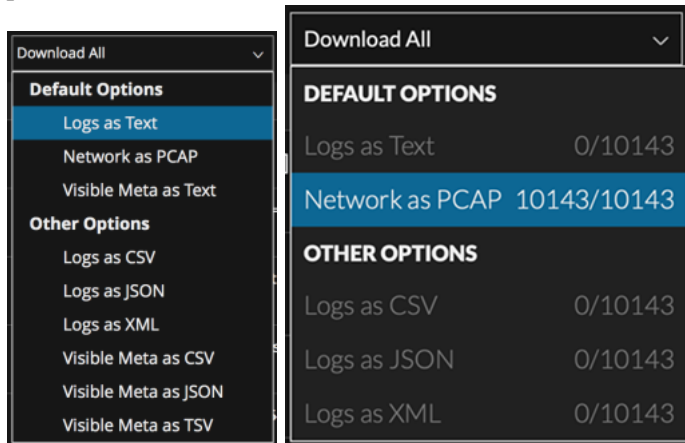 Download All
Default Options
Logs as Text
Network as PCAP
Visible Meta as Text
Other Options
Logs as CSV
Logs as JSON
Logs as XML
Visible Meta as CSV
Visible Meta as JSON
Visible Meta as TSV
Download All
DEFAULT OPTIONS
Logs as Text 0/10143
Network as PCAP 10143/10143
OTHER OPTIONS
Logs as CSV 0/10143
Logs as JSON 0/10143
Logs as XML 0/10143